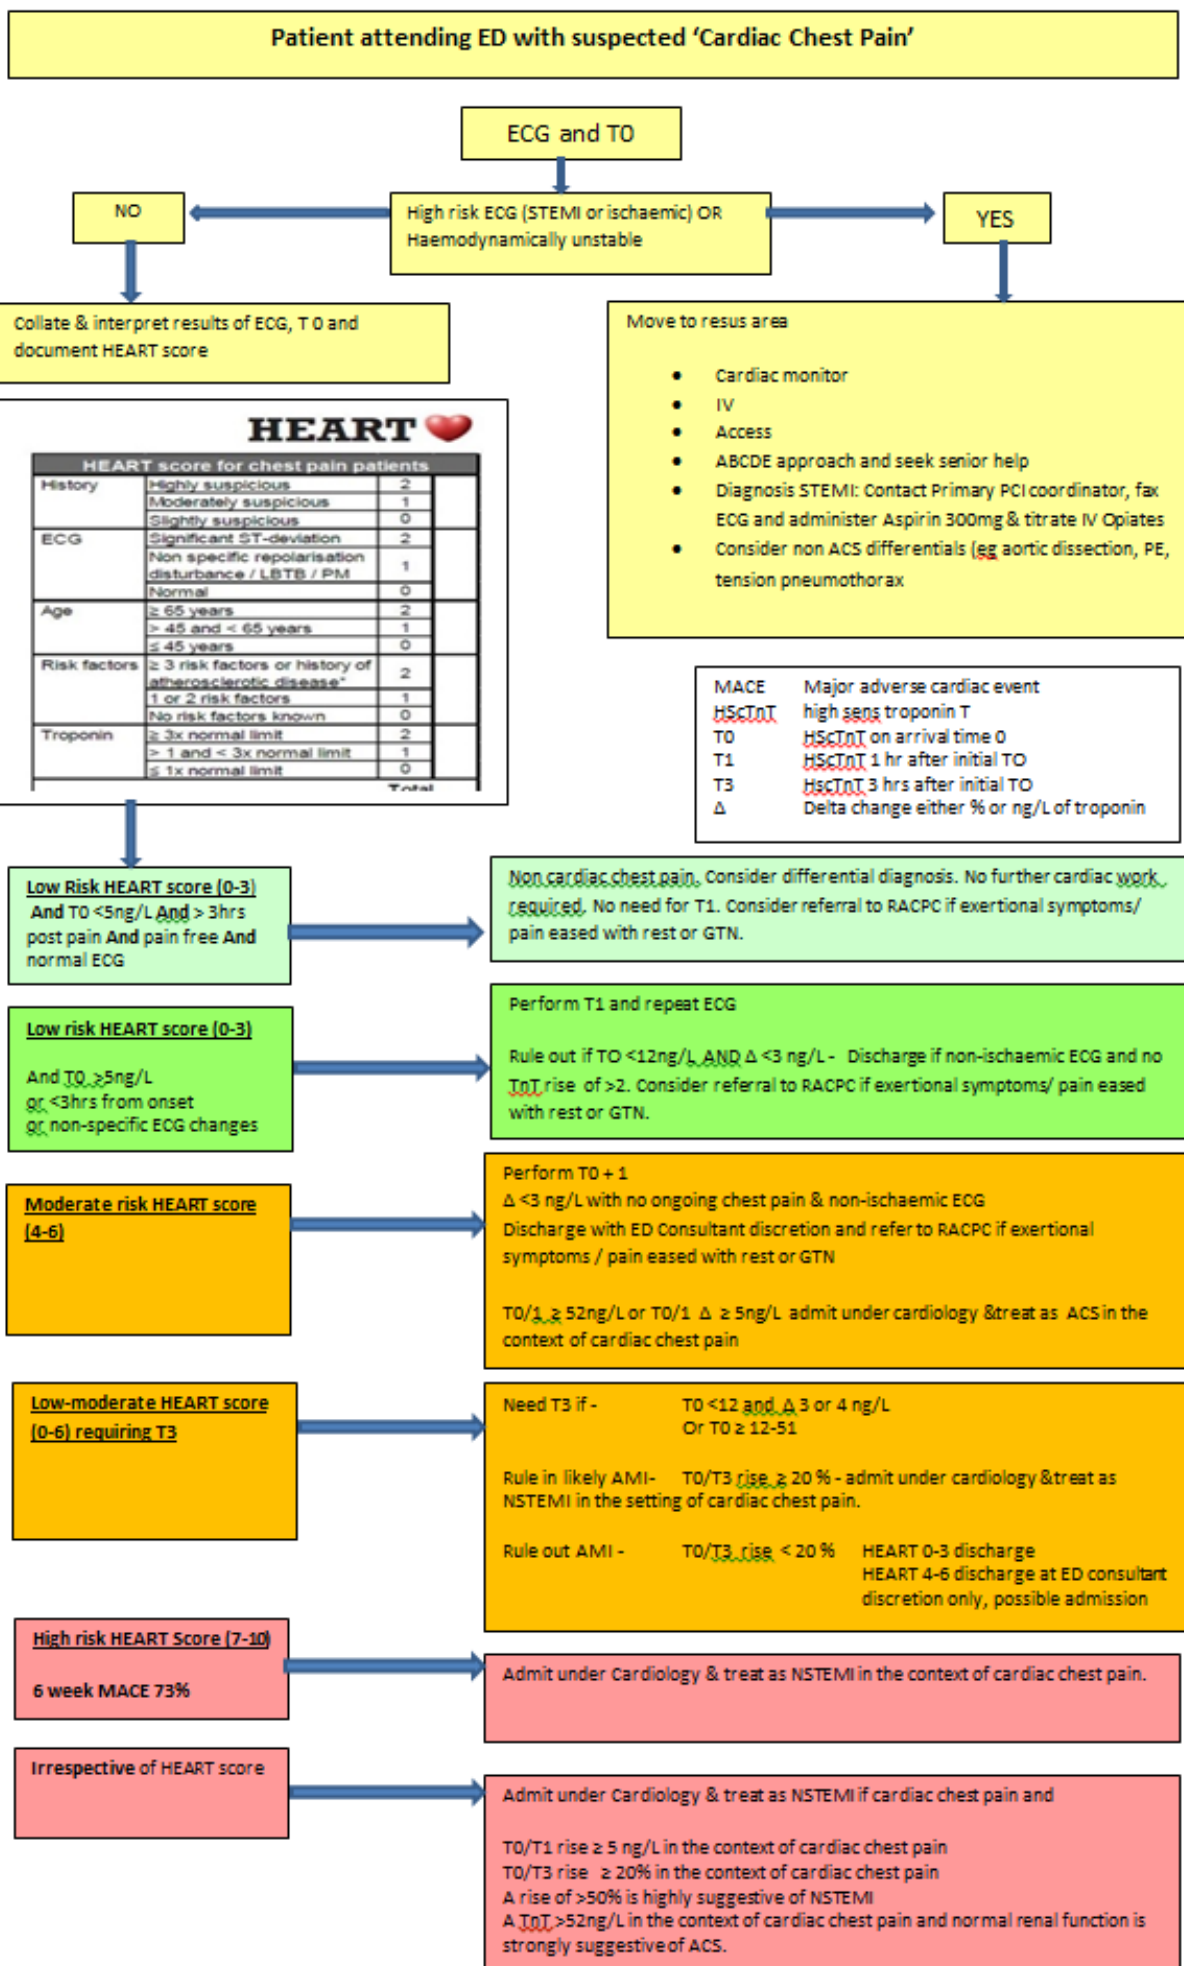 Patient attending ED with suspected ‘Cardiac Chest Pain’
ECG and T0
NO
High risk ECG (STEMI or ischaemic) OR
Haemodynamically unstable
YES
Collate & interpret results of ECG, T 0 and
document HEART score
Move to resus area
• Cardiac monitor
• IV
• Access
• ABCDE approach and seek senior help
• Diagnosis STEMI: Contact Primary PCI coordinator, fax
ECG and administer Aspirin 300mg & titrate IV Opiates
• Consider non ACS differentials (eg aortic dissection, PE,
tension pneumothorax
HEART
HEART score for chest pain patients
History Highly suspicious 2
Moderately suspicious 1
Slightly suspicious 0
ECG Significant ST-deviation 2
Non specific repolarisation
disturbance / LBTB / PM 1
Normal 0
Age ≥ 65 years 2
> 45 and < 65 years 1
≤ 45 years 0
Risk factors ≥ 3 risk factors or history of
atherosclerotic disease* 2
1 or 2 risk factors 1
No risk factors known 0
Troponin ≥ 3x normal limit 2
> 1 and < 3x normal limit 1
≤ 1x normal limit 0
Total
MACE Major adverse cardiac event
HScTnT high sens troponin T
T0 HScTnT on arrival time 0
T1 HScTnT 1 hr after initial TO
T3 HscTnT 3 hrs after initial TO
Δ Delta change either % or ng/L of troponin
Low Risk HEART score (0-3)
And T0 <5ng/L And > 3hrs
post pain And pain free And
normal ECG
Non cardiac chest pain. Consider differential diagnosis. No further cardiac work
required. No need for T1. Consider referral to RACPC if exertional symptoms/
pain eased with rest or GTN.
Low risk HEART score (0-3)
And T0 ≥5ng/L
or <3hrs from onset
or non-specific ECG changes
Perform T1 and repeat ECG
Rule out if TO <12ng/L AND Δ <3 ng/L - Discharge if non-ischaemic ECG and no
TnT rise of >2. Consider referral to RACPC if exertional symptoms/ pain eased
with rest or GTN.
Moderate risk HEART score
(4-6)
Perform T0 + 1
Δ <3 ng/L with no ongoing chest pain & non-ischaemic ECG
Discharge with ED Consultant discretion and refer to RACPC if exertional
symptoms / pain eased with rest or GTN
T0/1 ≥ 52ng/L or T0/1 Δ ≥ 5ng/L admit under cardiology &treat as ACS in the
context of cardiac chest pain
Low-moderate HEART score
(0-6) requiring T3
Need T3 if - T0 <12 and Δ 3 or 4 ng/L
Or T0 ≥ 12-51
Rule in likely AMI- T0/T3 rise ≥ 20 % - admit under cardiology &treat as
NSTEMI in the setting of cardiac chest pain.
Rule out AMI - T0/T3 rise < 20 % HEART 0-3 discharge
HEART 4-6 discharge at ED consultant
discretion only, possible admission
High risk HEART Score (7-10)
6 week MACE 73%
Admit under Cardiology & treat as NSTEMI in the context of cardiac chest pain.
Irrespective of HEART score
Admit under Cardiology & treat as NSTEMI if cardiac chest pain and
T0/T1 rise ≥ 5 ng/L in the context of cardiac chest pain
T0/T3 rise ≥ 20% in the context of cardiac chest pain
A rise of >50% is highly suggestive of NSTEMI
A TnT >52ng/L in the context of cardiac chest pain and normal renal function is
strongly suggestive of ACS.